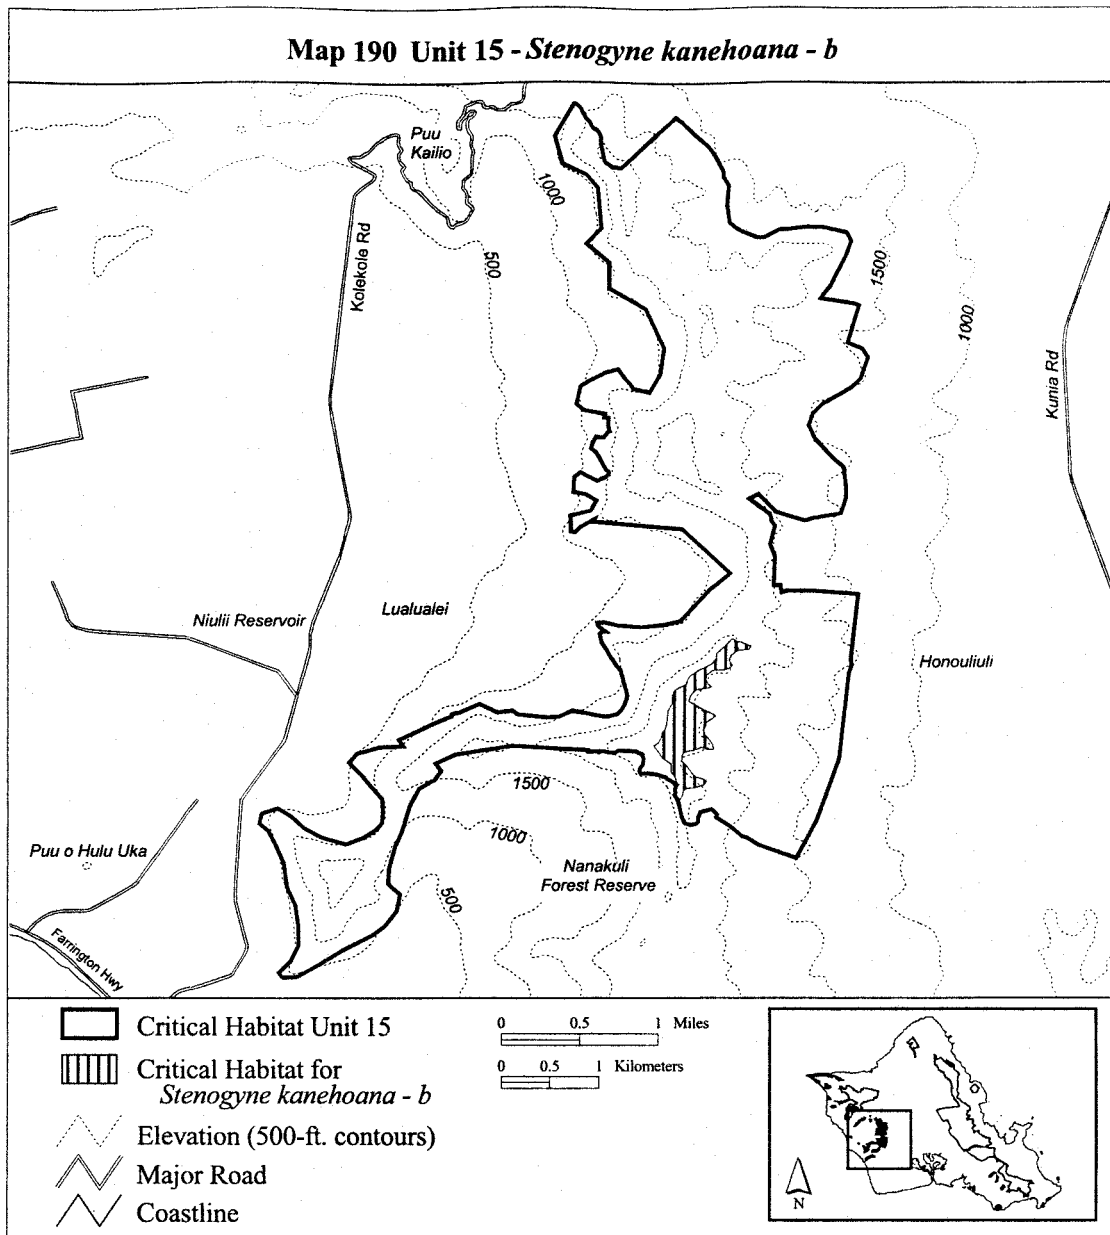 Map 190 Unit 15 - Stenogyne kanehoana - b
Puu
Kailio
1000
Kolekole Rd
500
1500
1000
Kunia Rd
Niulii Reservoir
Lualualei
Honouliuli
1500
1000
Puu o Hulu Uka
Nanakuli
Forest Reserve
500
Farrington Hwy
Critical Habitat Unit 15
Critical Habitat for
Stenogyne kanehoana - b
Elevation (500-ft. contours)
Major Road
Coastline
0 0.5 1 Miles
0 0.5 1 Kilometers
N